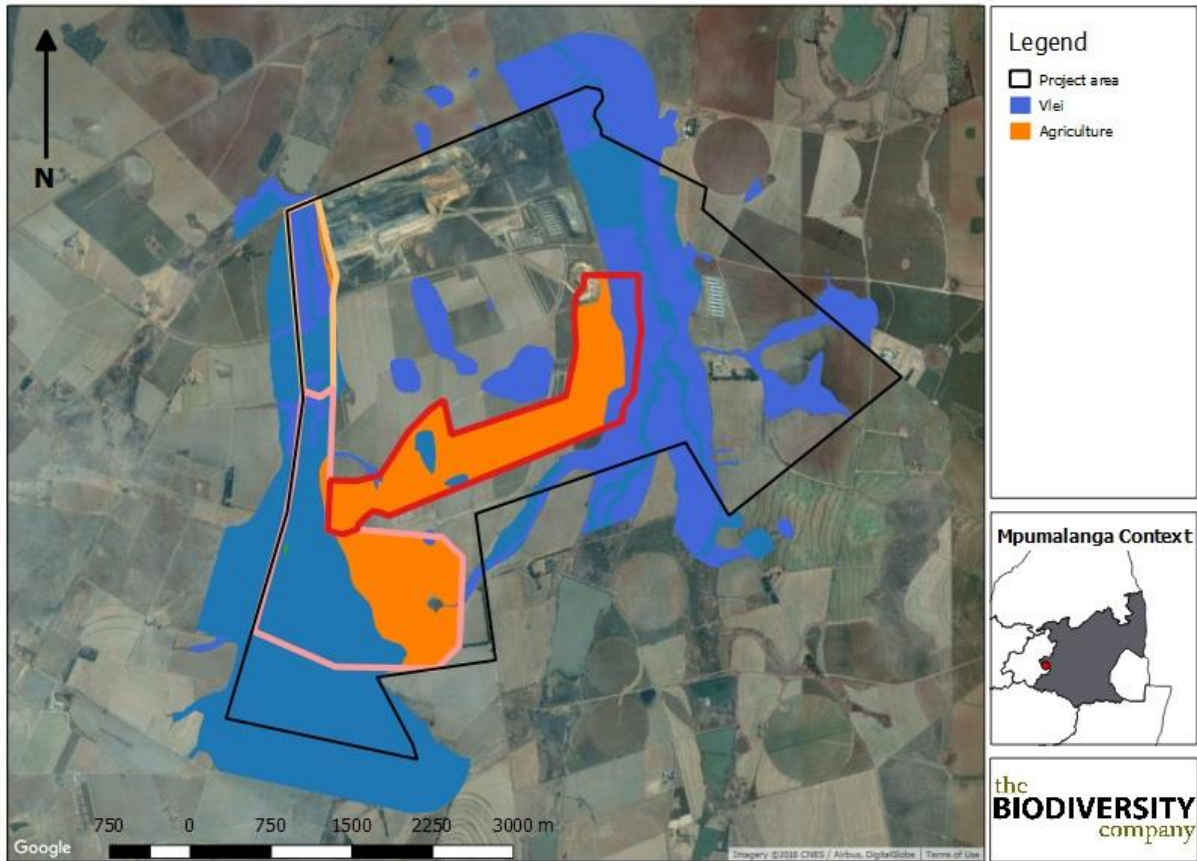 N
Legend
Project area
Vlei
Agriculture
Mpumalanga Context
750 0 750 1500 2250 3000 m
Google
Imagery ©2018 CNES / Airbus, DigitalGlobe Terms of Use
the
BIODIVERSITY
company